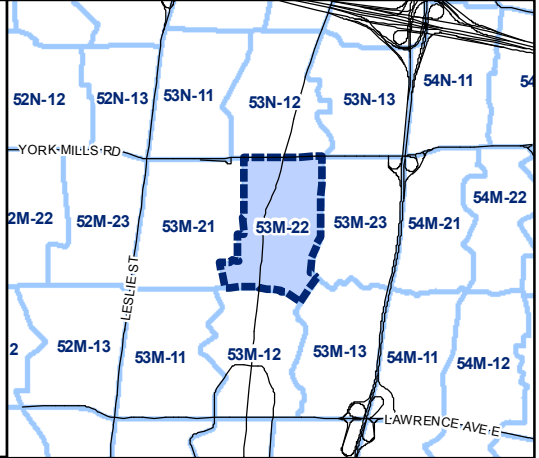 52N-12
52N-13
53N-11
53N-12
53N-13
54N-11
54
YORK MILLS RD
2M-22
52M-23
53M-21
53M-22
53M-23
54M-21
54M-22
LESLIE ST
2
52M-13
53M-11
53M-12
53M-13
54M-11
54M-12
LAWRENCE AVE E